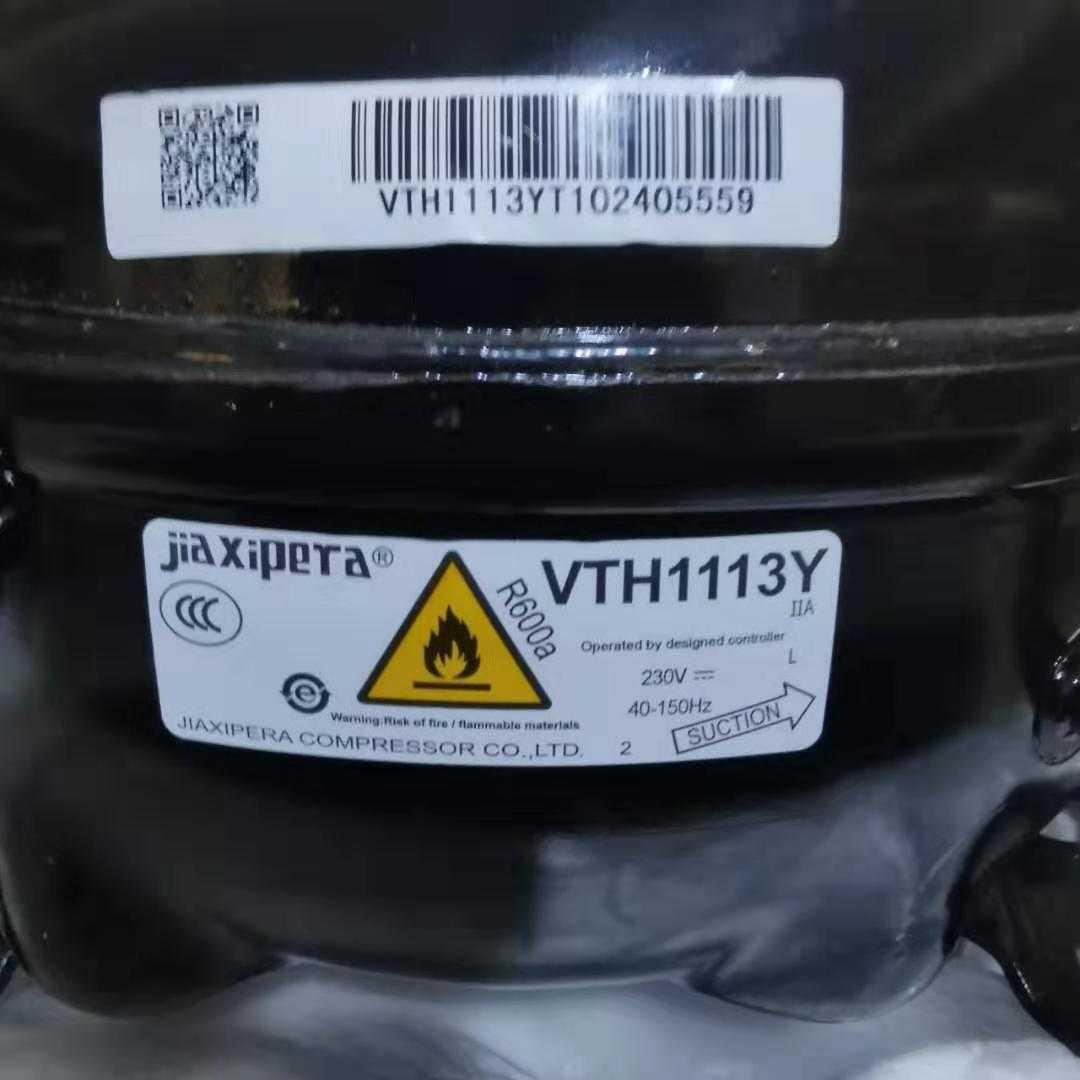 VTH1113YT102405559
jiaxipera®
CCC
R600a
VTH1113Y
IIA
Operated by designed controller
L
230V ⎓
40-150Hz
e
Warning:Risk of fire / flammable materials
JIAXIPERA COMPRESSOR CO.,LTD.
2
SUCTION